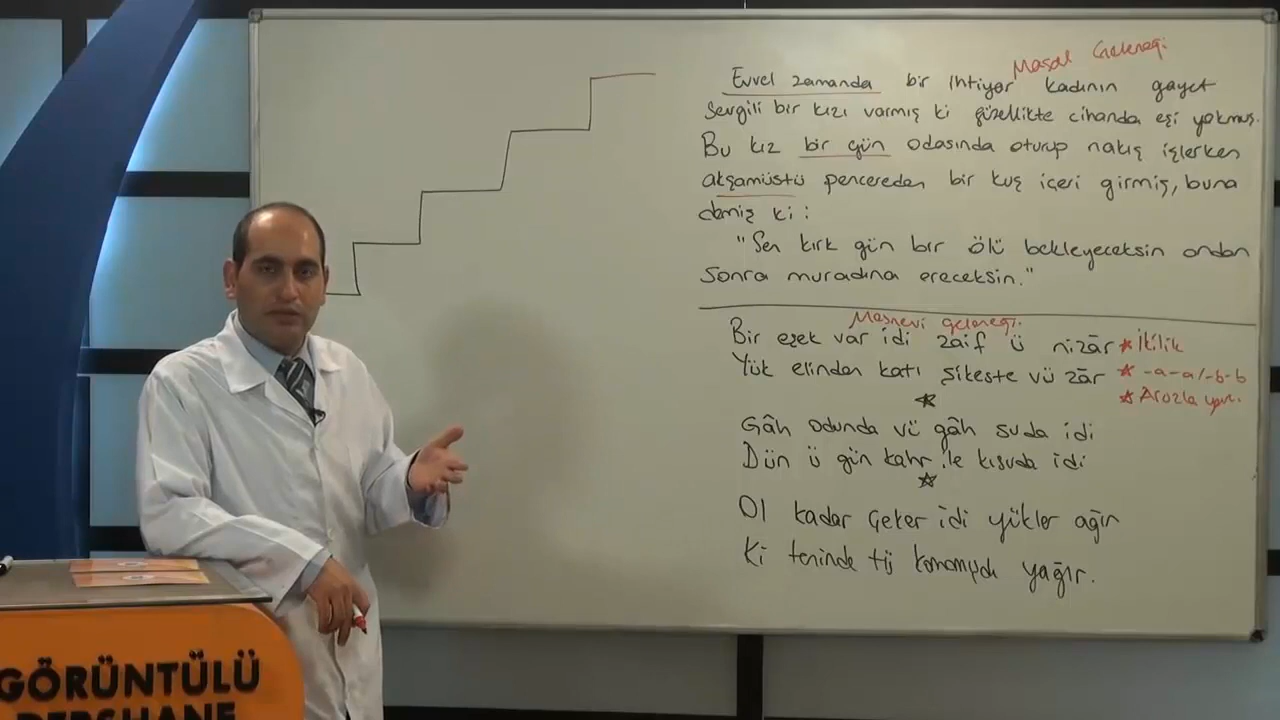 Masal Geleneği
Evvel zamanda bir ihtiyar kadının gayet
sevgili bir kızı varmış ki güzellikte cihanda eşi yokmuş.
Bu kız bir gün odasında oturup nakış işlerken
akşamüstü pencereden bir kuş içeri girmiş, buna
demiş ki:
"Sen kırk gün bir ölü bekleyeceksin ondan
sonra muradına ereceksin."
Mesnevi geleneği.
Bir eşek var idi zaif ü nizâr
Yük elinden katı şikeste vü zâr
★ İkilik
★ -a-a/-b-b
★ Aruzla
Gâh odunda vü gâh suda idi
Dün ü gün kahr ile kısuda idi
Ol kadar çeker idi yükler ağır
Ki teninde tü komamışdı yağır.
GÖRÜNTÜLÜ
DERSHANE